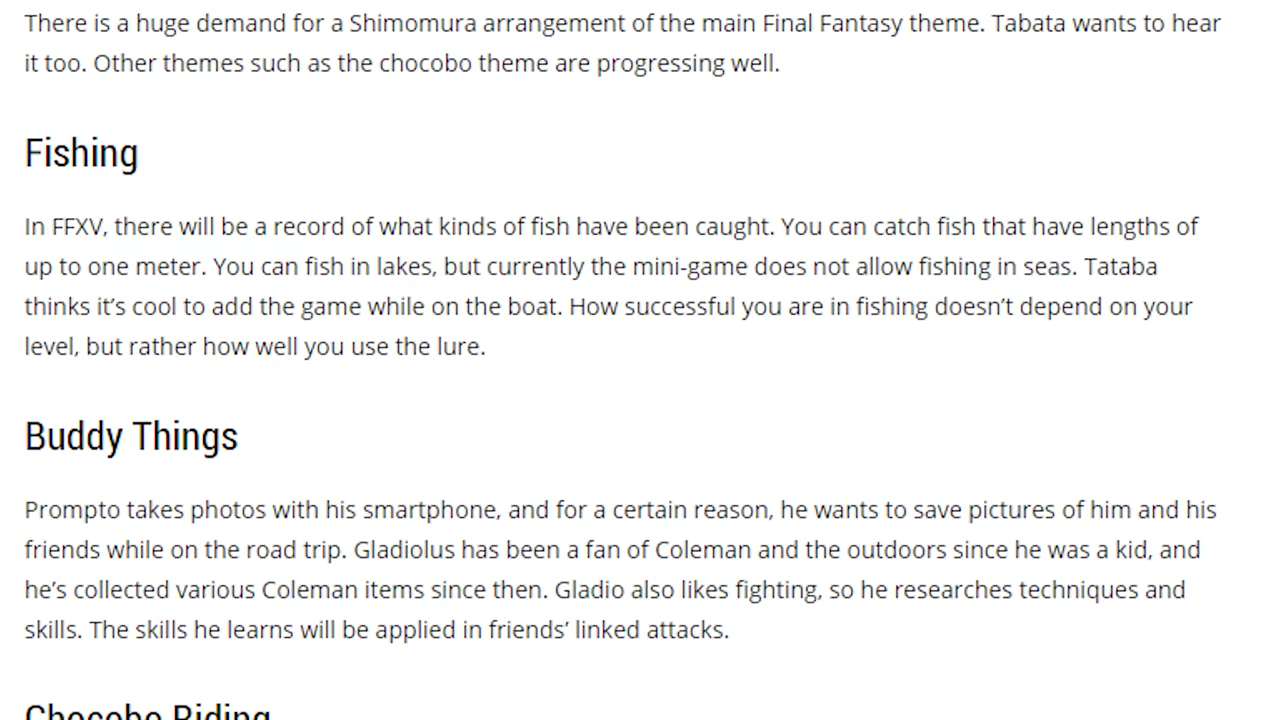 There is a huge demand for a Shimomura arrangement of the main Final Fantasy theme. Tabata wants to hear
it too. Other themes such as the chocobo theme are progressing well.
Fishing
In FFXV, there will be a record of what kinds of fish have been caught. You can catch fish that have lengths of
up to one meter. You can fish in lakes, but currently the mini-game does not allow fishing in seas. Tataba
thinks it’s cool to add the game while on the boat. How successful you are in fishing doesn’t depend on your
level, but rather how well you use the lure.
Buddy Things
Prompto takes photos with his smartphone, and for a certain reason, he wants to save pictures of him and his
friends while on the road trip. Gladiolus has been a fan of Coleman and the outdoors since he was a kid, and
he’s collected various Coleman items since then. Gladio also likes fighting, so he researches techniques and
skills. The skills he learns will be applied in friends’ linked attacks.
Chocobo Riding